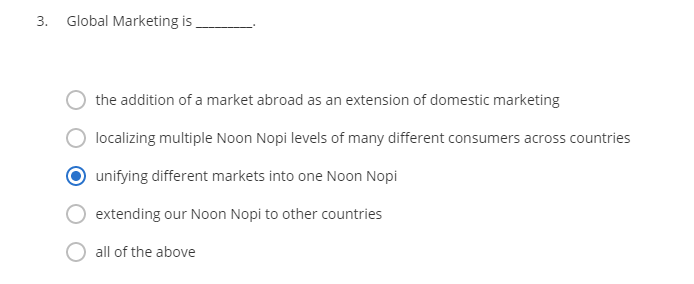 3. Global Marketing is _________.
the addition of a market abroad as an extension of domestic marketing
localizing multiple Noon Nopi levels of many different consumers across countries
unifying different markets into one Noon Nopi
extending our Noon Nopi to other countries
all of the above